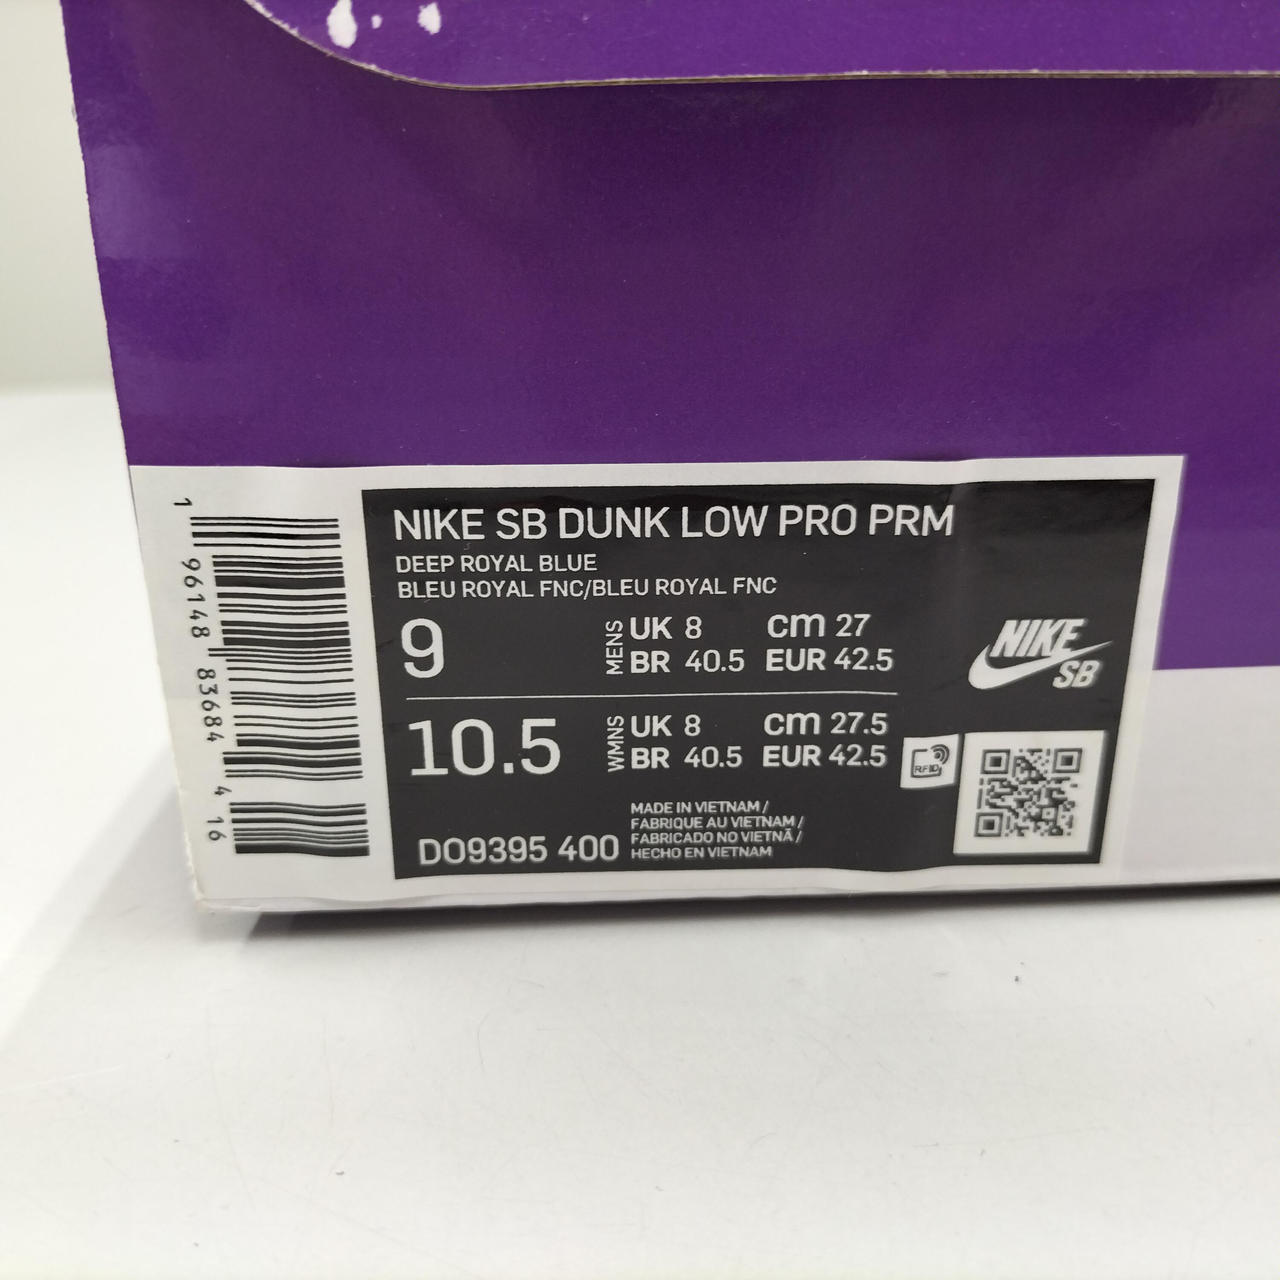 NIKE SB DUNK LOW PRO PRM
DEEP ROYAL BLUE
BLEU ROYAL FNC/BLEU ROYAL FNC
9
MENS
UK 8 cm 27
BR 40.5 EUR 42.5
10.5
WMNS
UK 8 cm 27.5
BR 40.5 EUR 42.5
DO9395 400
MADE IN VIETNAM /
FABRIQUE AU VIETNAM /
FABRICADO NO VIETNÃ /
HECHO EN VIETNAM
NIKE
SB
RFID
1 96148 83684 4 16